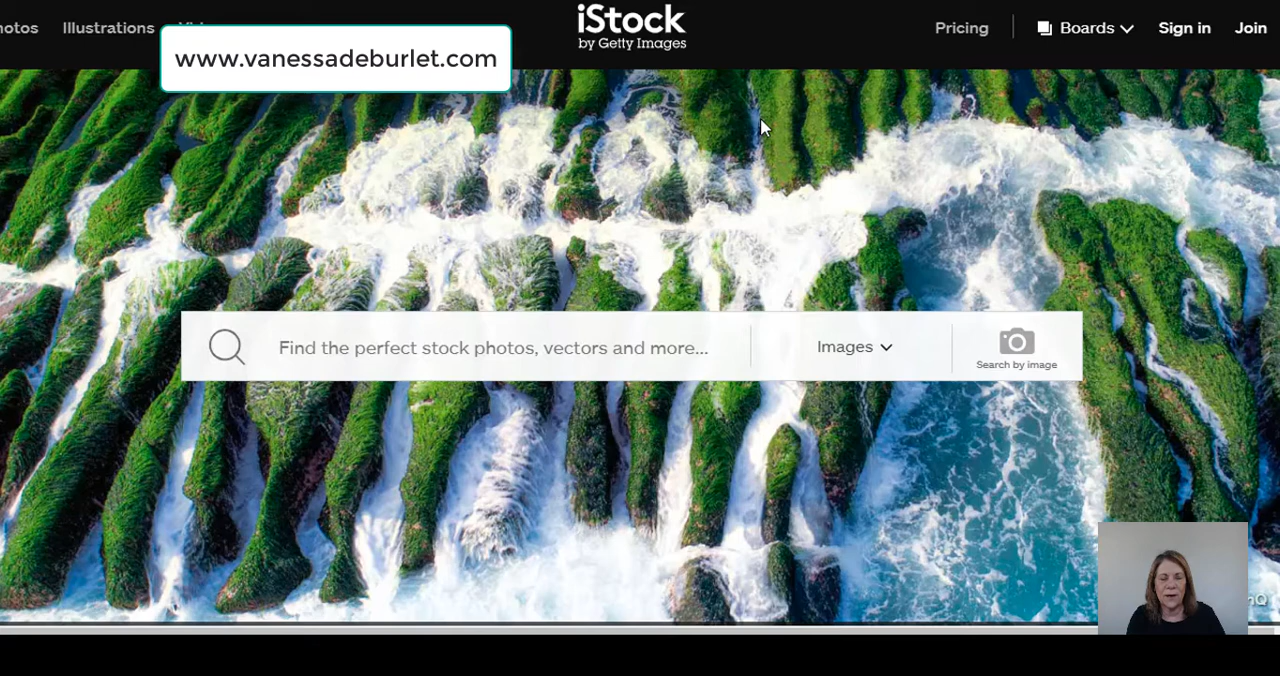 Illustrations
www.vanessadeburlet.com
iStock
by Getty Images
Pricing
Boards
Sign in
Join
Find the perfect stock photos, vectors and more...
Images
Search by image